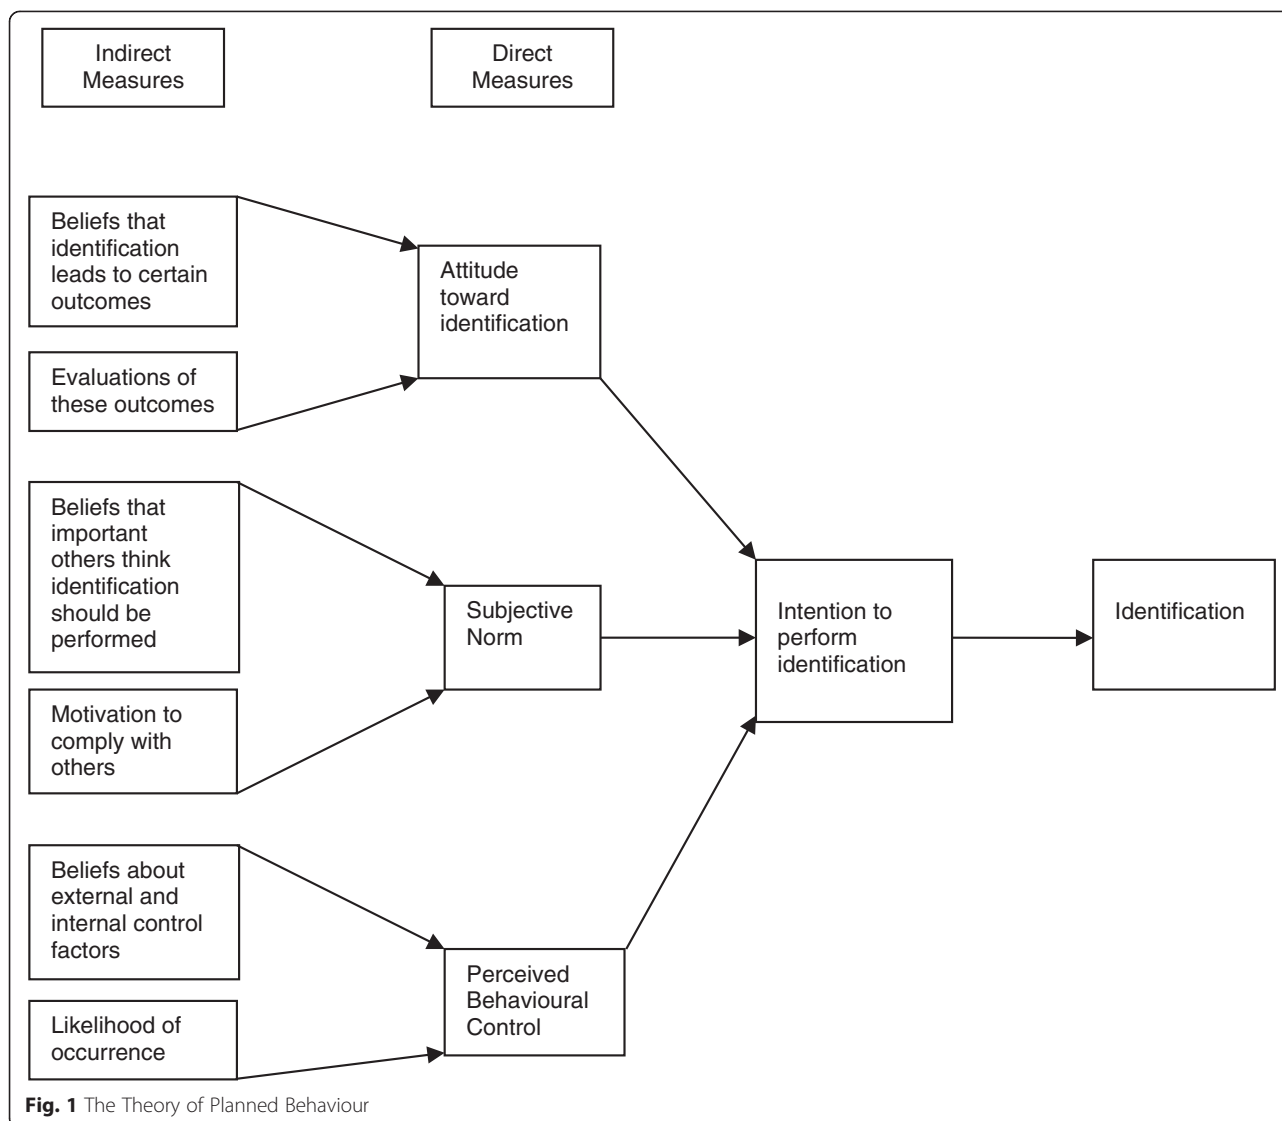 Indirect
Measures
Direct
Measures
Beliefs that
identification
leads to certain
outcomes
Evaluations of
these outcomes
Attitude
toward
identification
Beliefs that
important
others think
identification
should be
performed
Motivation to
comply with
others
Subjective
Norm
Intention to
perform
identification
Identification
Beliefs about
external and
internal control
factors
Likelihood of
occurrence
Perceived
Behavioural
Control
Fig. 1 The Theory of Planned Behaviour